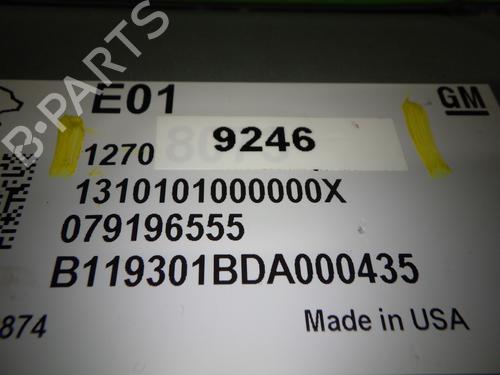 B-PARTS
E01
GM
9246
1270
1310101000000X
079196555
B119301BDA000435
874
Made in USA